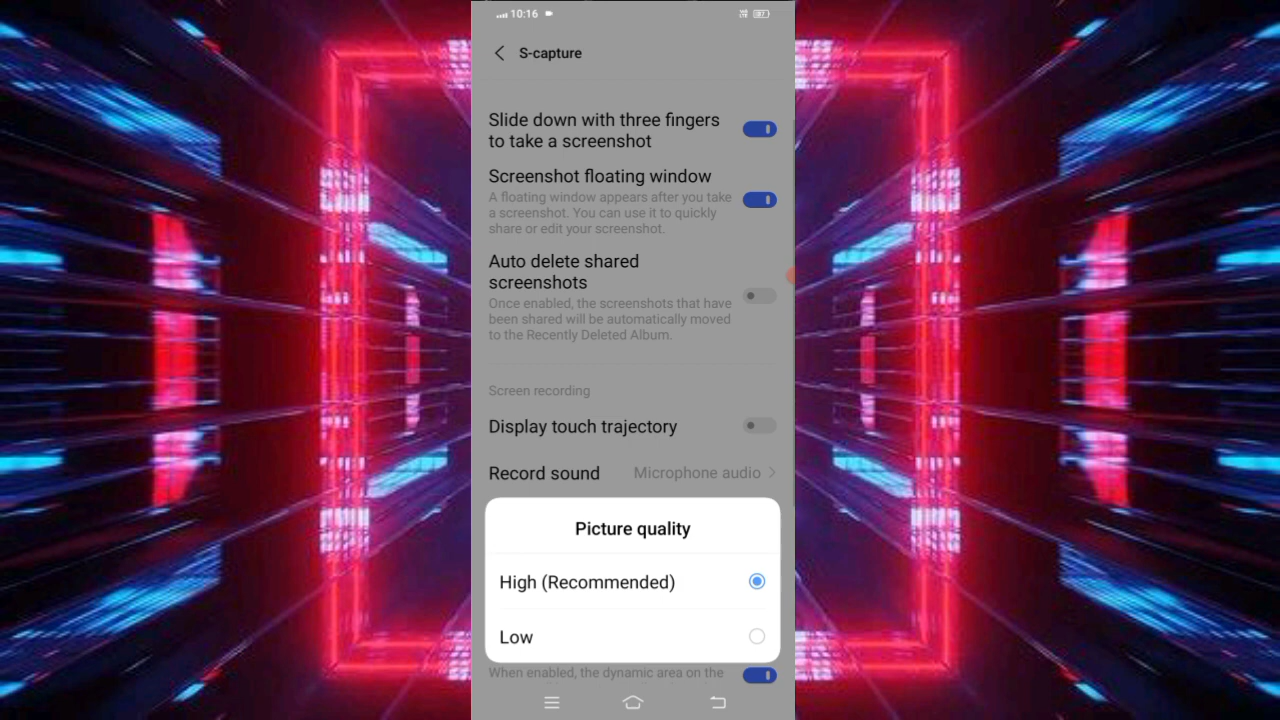 10:16
87
S-capture
Slide down with three fingers
to take a screenshot
Screenshot floating window
A floating window appears after you take
a screenshot. You can use it to quickly
share or edit your screenshot.
Auto delete shared
screenshots
Once enabled, the screenshots that have
been shared will be automatically moved
to the Recently Deleted Album.
Screen recording
Display touch trajectory
Record sound Microphone audio
Picture quality
High (Recommended)
Low
When enabled, the dynamic area on the